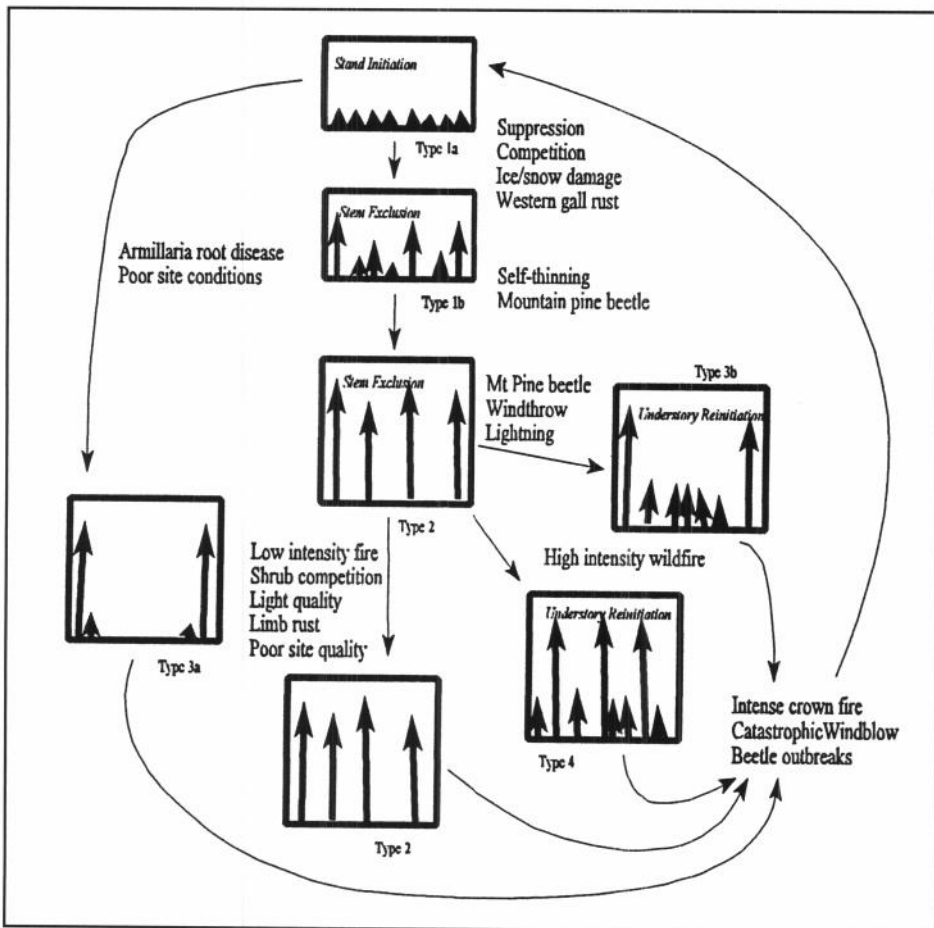 Stand Initiation
Type 1a
Suppression
Competition
Ice/snow damage
Western gall rust
Stem Exclusion
Type 1b
Armillaria root disease
Poor site conditions
Self-thinning
Mountain pine beetle
Stem Exclusion
Type 2
Mt Pine beetle
Windthrow
Lightning
Type 3b
Understory Reinitiation
Type 3a
Low intensity fire
Shrub competition
Light quality
Limb rust
Poor site quality
High intensity wildfire
Understory Reinitiation
Type 4
Type 2
Intense crown fire
CatastrophicWindblow
Beetle outbreaks